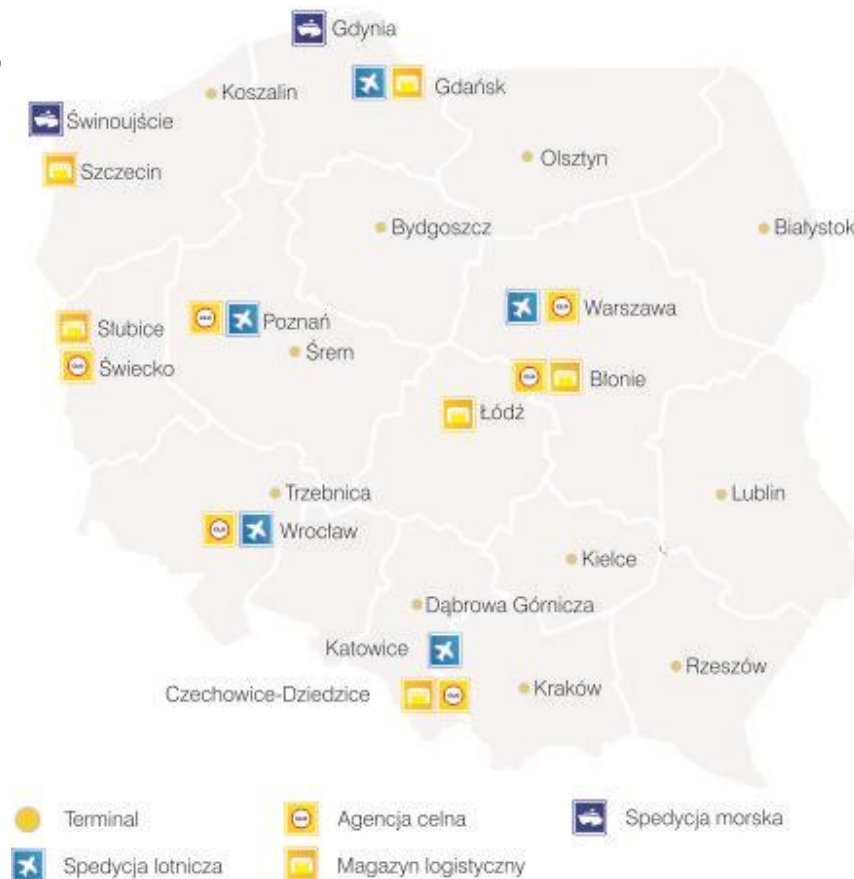 Gdynia
Gdańsk
Koszalin
Świnoujście
Olsztyn
Szczecin
Bydgoszcz
Białystok
Poznań
Warszawa
Słubice
Śrem
Świecko
Błonie
Łódź
Trzebnica
Lublin
Wrocław
Kielce
Dąbrowa Górnicza
Katowice
Rzeszów
Czechowice-Dziedzice
Kraków
Terminal
Agencja celna
Spedycja morska
Spedycja lotnicza
Magazyn logistyczny